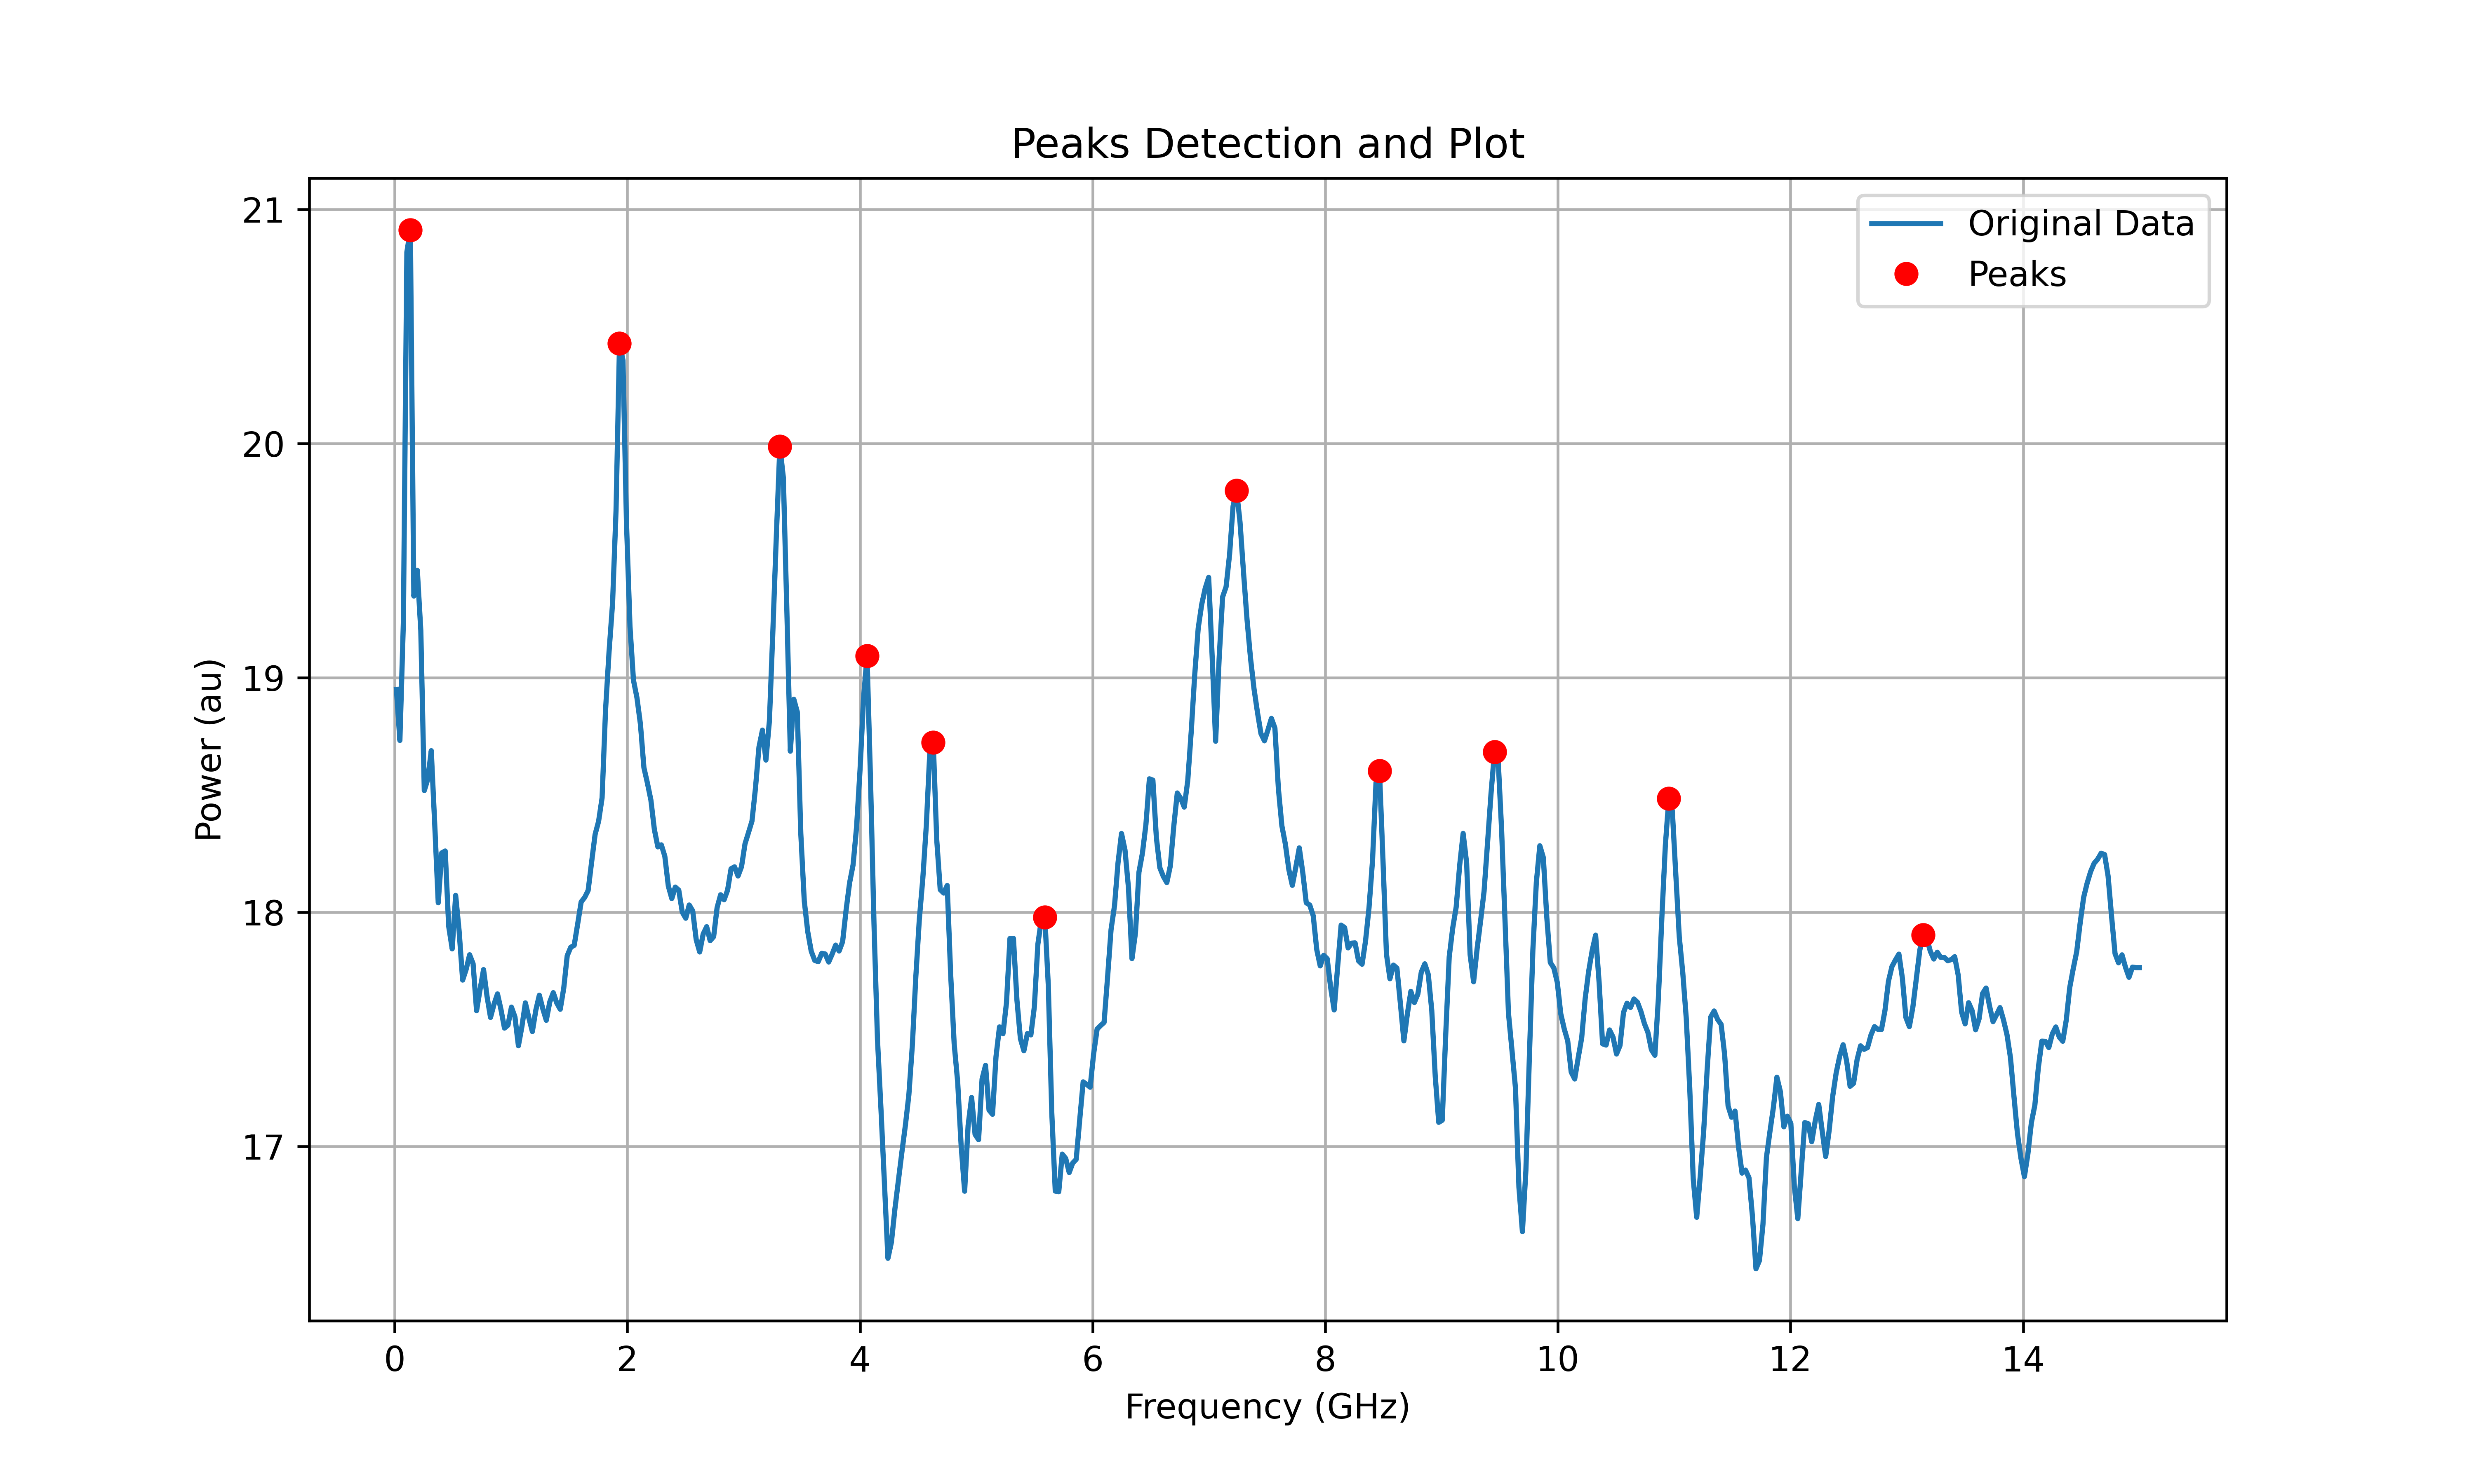 Peaks Detection and Plot
Original Data
Peaks
21
20
19
18
17
Power (au)
0 2 4 6 8 10 12 14
Frequency (GHz)